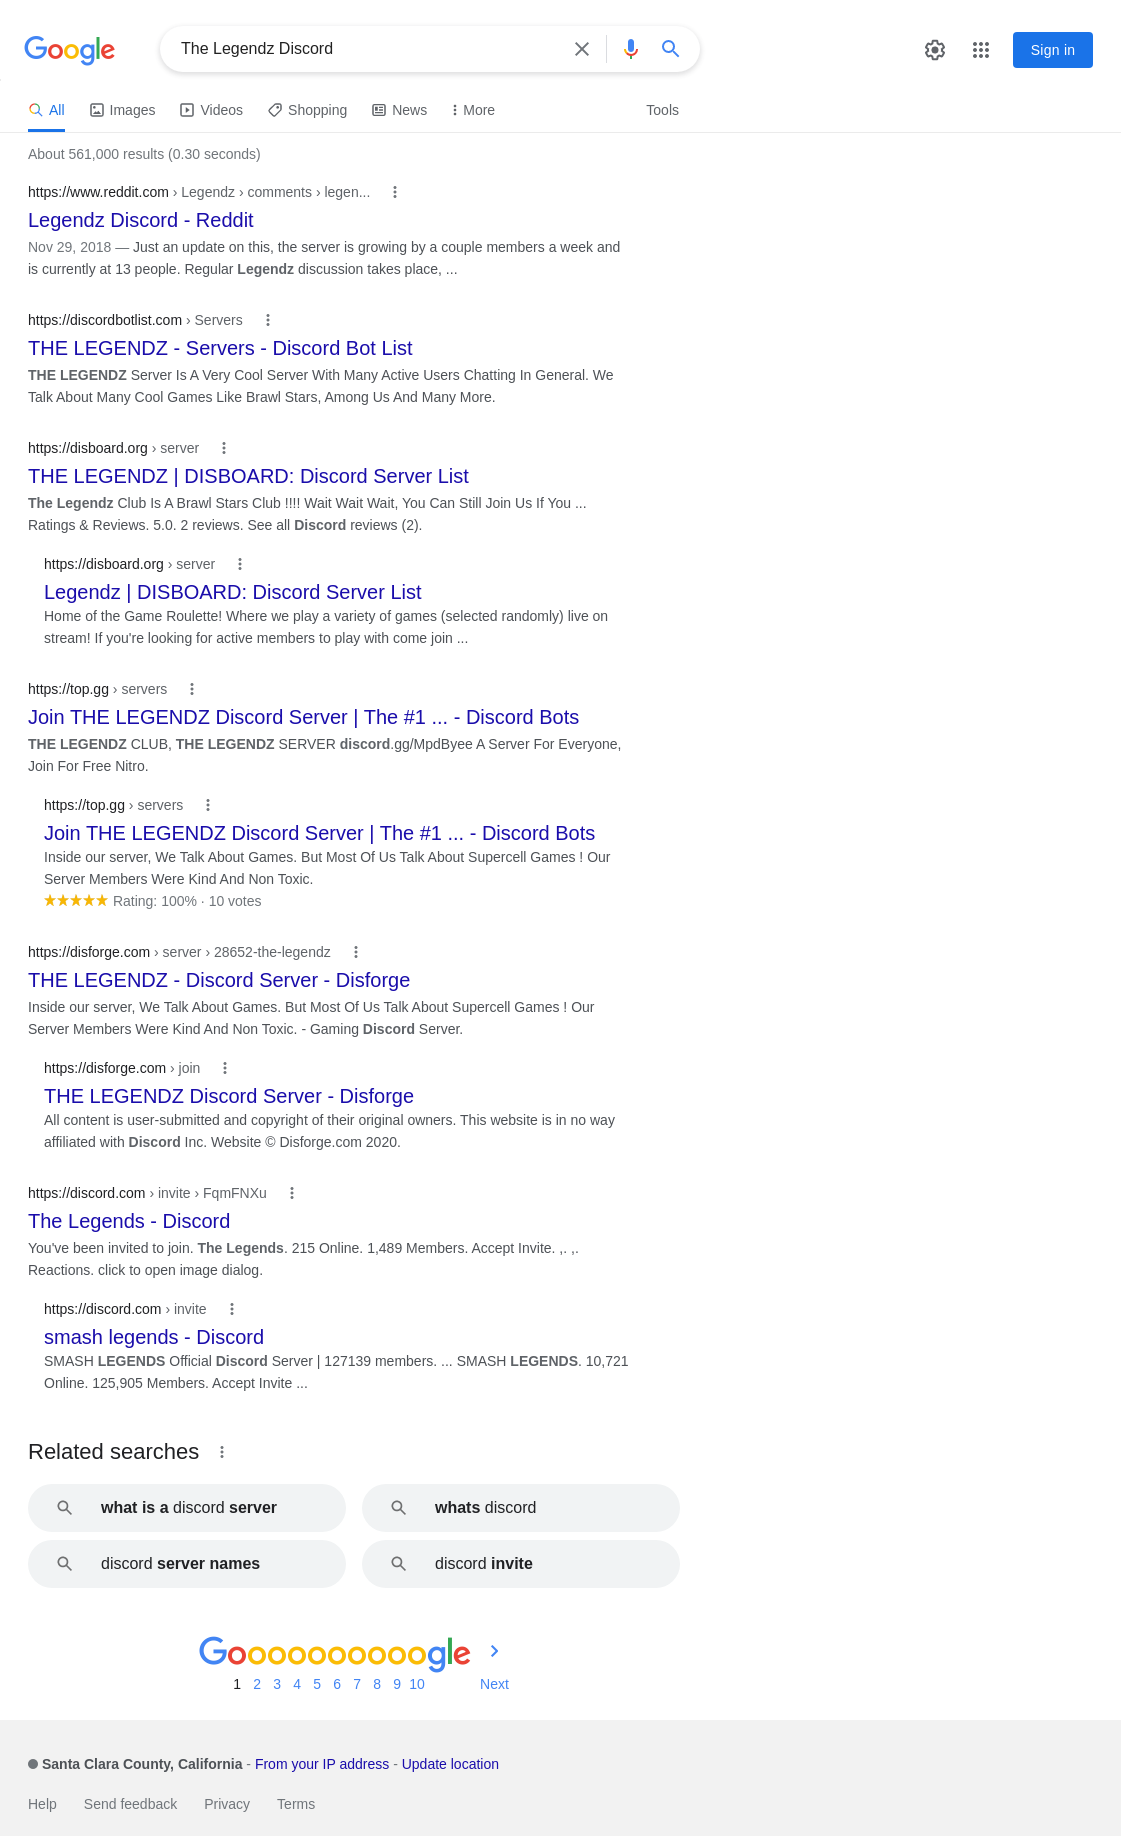 Google
The Legendz Discord
Sign in
All Images Videos Shopping News More Tools
About 561,000 results (0.30 seconds)
https://www.reddit.com › Legendz › comments › legen...
Legendz Discord - Reddit
Nov 29, 2018 — Just an update on this, the server is growing by a couple members a week and
is currently at 13 people. Regular Legendz discussion takes place, ...
https://discordbotlist.com › Servers
THE LEGENDZ - Servers - Discord Bot List
THE LEGENDZ Server Is A Very Cool Server With Many Active Users Chatting In General. We
Talk About Many Cool Games Like Brawl Stars, Among Us And Many More.
https://disboard.org › server
THE LEGENDZ | DISBOARD: Discord Server List
The Legendz Club Is A Brawl Stars Club !!!! Wait Wait Wait, You Can Still Join Us If You ...
Ratings & Reviews. 5.0. 2 reviews. See all Discord reviews (2).
https://disboard.org › server
Legendz | DISBOARD: Discord Server List
Home of the Game Roulette! Where we play a variety of games (selected randomly) live on
stream! If you're looking for active members to play with come join ...
https://top.gg › servers
Join THE LEGENDZ Discord Server | The #1 ... - Discord Bots
THE LEGENDZ CLUB, THE LEGENDZ SERVER discord.gg/MpdByee A Server For Everyone,
Join For Free Nitro.
https://top.gg › servers
Join THE LEGENDZ Discord Server | The #1 ... - Discord Bots
Inside our server, We Talk About Games. But Most Of Us Talk About Supercell Games ! Our
Server Members Were Kind And Non Toxic.
Rating: 100% · 10 votes
https://disforge.com › server › 28652-the-legendz
THE LEGENDZ - Discord Server - Disforge
Inside our server, We Talk About Games. But Most Of Us Talk About Supercell Games ! Our
Server Members Were Kind And Non Toxic. - Gaming Discord Server.
https://disforge.com › join
THE LEGENDZ Discord Server - Disforge
All content is user-submitted and copyright of their original owners. This website is in no way
affiliated with Discord Inc. Website © Disforge.com 2020.
https://discord.com › invite › FqmFNXu
The Legends - Discord
You've been invited to join. The Legends. 215 Online. 1,489 Members. Accept Invite. ,. ,.
Reactions. click to open image dialog.
https://discord.com › invite
smash legends - Discord
SMASH LEGENDS Official Discord Server | 127139 members. ... SMASH LEGENDS. 10,721
Online. 125,905 Members. Accept Invite ...
Related searches
what is a discord server
whats discord
discord server names
discord invite
Goooooooooogle
1 2 3 4 5 6 7 8 9 10 Next
Santa Clara County, California - From your IP address - Update location
Help Send feedback Privacy Terms